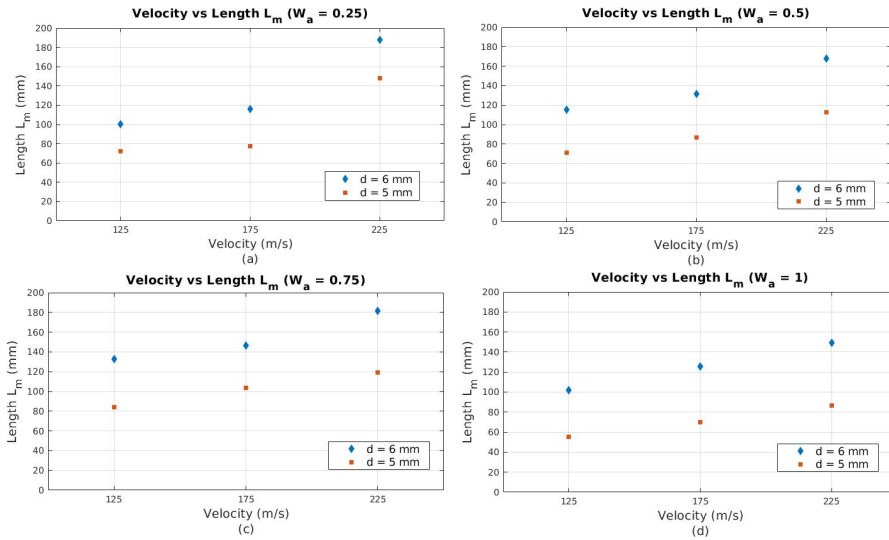 Velocity vs Length Lm (Wa = 0.25)
Length Lm (mm)
200
180
160
140
120
100
80
60
40
20
0
d = 6 mm
d = 5 mm
125 175 225
Velocity (m/s)
(a)
Velocity vs Length Lm (Wa = 0.5)
Length Lm (mm)
200
180
160
140
120
100
80
60
40
20
0
d = 6 mm
d = 5 mm
125 175 225
Velocity (m/s)
(b)
Velocity vs Length Lm (Wa = 0.75)
Length Lm (mm)
200
180
160
140
120
100
80
60
40
20
0
d = 6 mm
d = 5 mm
125 175 225
Velocity (m/s)
(c)
Velocity vs Length Lm (Wa = 1)
Length Lm (mm)
200
180
160
140
120
100
80
60
40
20
0
d = 6 mm
d = 5 mm
125 175 225
Velocity (m/s)
(d)